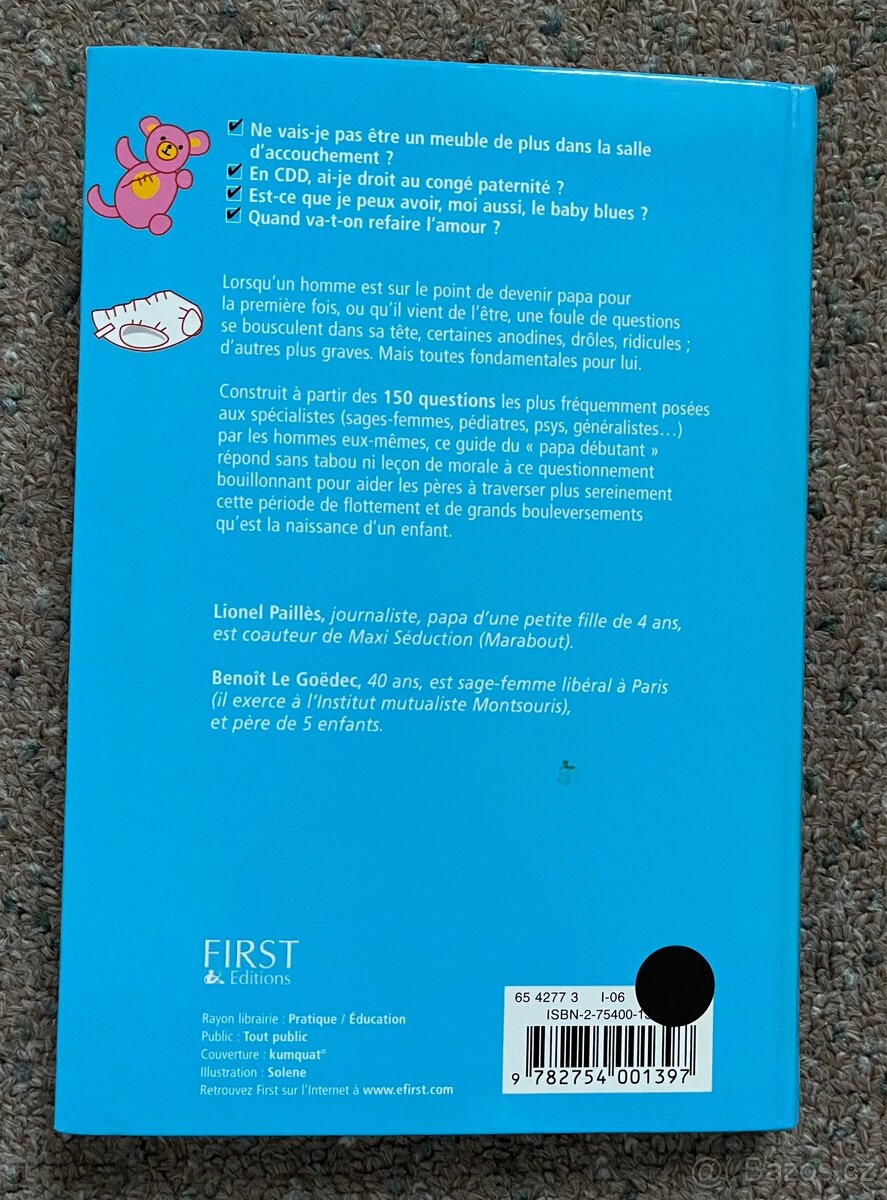 Ne vais-je pas être un meuble de plus dans la salle
d'accouchement ?
En CDD, ai-je droit au congé paternité ?
Est-ce que je peux avoir, moi aussi, le baby blues ?
Quand va-t-on refaire l'amour ?
Lorsqu'un homme est sur le point de devenir papa pour
la première fois, ou qu'il vient de l'être, une foule de questions
se bousculent dans sa tête, certaines anodines, drôles, ridicules ;
d'autres plus graves. Mais toutes fondamentales pour lui.
Construit à partir des 150 questions les plus fréquemment posées
aux spécialistes (sages-femmes, pédiatres, psys, généralistes...)
par les hommes eux-mêmes, ce guide du « papa débutant »
répond sans tabou ni leçon de morale à ce questionnement
bouillonnant pour aider les pères à traverser plus sereinement
cette période de flottement et de grands bouleversements
qu'est la naissance d'un enfant.
Lionel Paillès, journaliste, papa d'une petite fille de 4 ans,
est coauteur de Maxi Séduction (Marabout).
Benoît Le Goëdec, 40 ans, est sage-femme libéral à Paris
(il exerce à l'Institut mutualiste Montsouris),
et père de 5 enfants.
FIRST
Editions
Rayon librairie : Pratique / Éducation
Public : Tout public
Couverture : kumquat®
Illustration : Solene
Retrouvez First sur l'Internet à www.efirst.com
65 4277 3 I-06
ISBN-2-75400-1
9 782754 001397
@( Bazos.cz